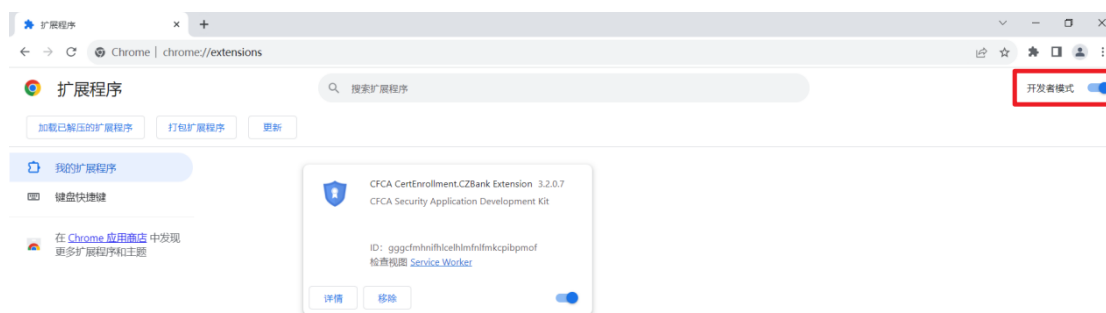 扩展程序
Chrome | chrome://extensions
扩展程序
搜索扩展程序
开发者模式
加载已解压的扩展程序
打包扩展程序
更新
我的扩展程序
键盘快捷键
在 Chrome 应用商店 中发现
更多扩展程序和主题
CFCA CertEnrollment.CZBank Extension 3.2.0.7
CFCA Security Application Development Kit
ID: gggcfmhnifhlcelhlmfnlfmkcpibpmof
检查视图 Service Worker
详情
移除